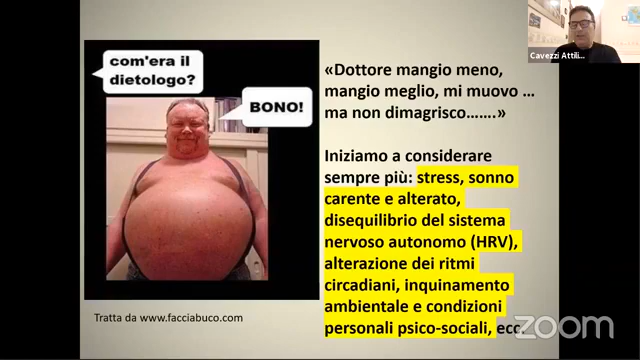 Cavezzi Attili...
com'era il
dietologo?
BONO!
«Dottore mangio meno,
mangio meglio, mi muovo ...
ma non dimagrisco.......»
Iniziamo a considerare
sempre più: stress, sonno
carente e alterato,
disequilibrio del sistema
nervoso autonomo (HRV),
alterazione dei ritmi
circadiani, inquinamento
ambientale e condizioni
personali psico-sociali, ecc.
Tratta da www.facciabuco.com
zoom